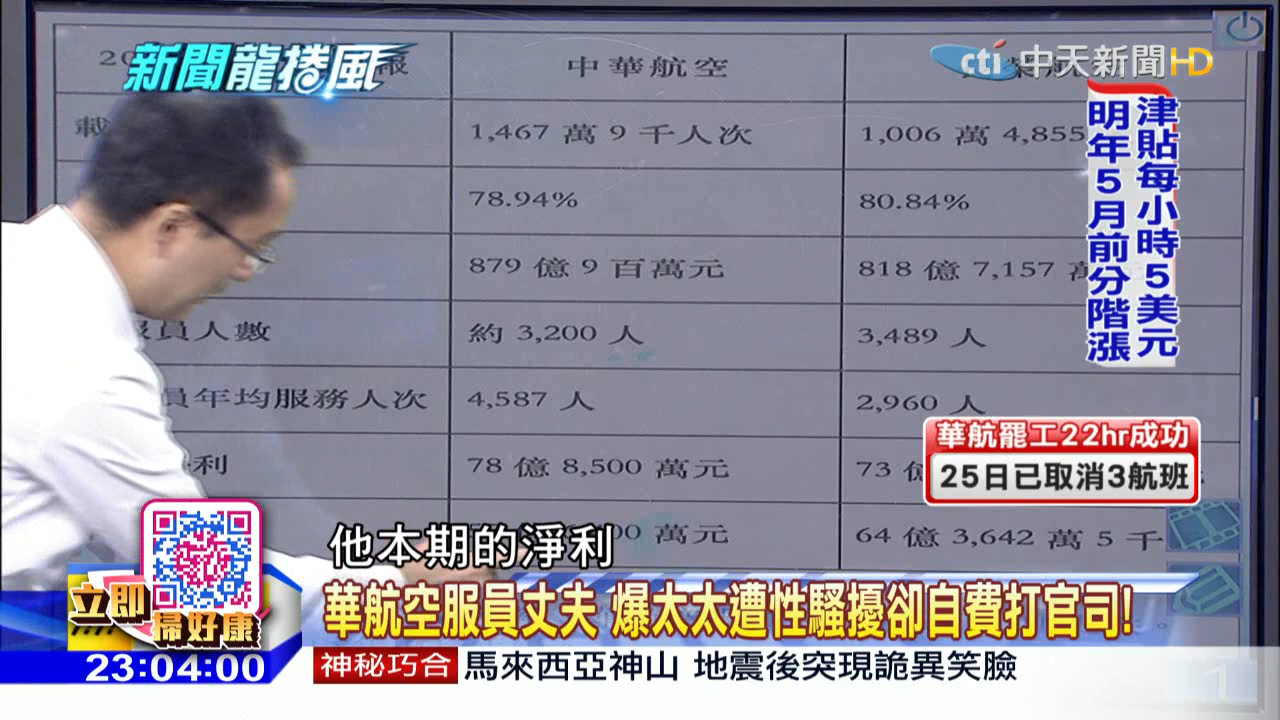 新聞龍捲風
cti 中天新聞HD
20 報 中華航空
載 1,467 萬 9 千人次 1,006 萬 4,855
78.94% 80.84%
879 億 9 百萬元 818 億 7,157 萬
員人數 約 3,200 人 3,489 人
員年均服務人次 4,587 人 2,960 人
利 78 億 8,500 萬元 73 億
00 萬元 64 億 3,642 萬 5 千
津貼每小時5美元
明年5月前分階漲
華航罷工22hr成功
25日已取消3航班
他本期的淨利
立即
掃好康
華航空服員丈夫 爆太太遭性騷擾卻自費打官司!
23:04:00
神秘巧合 馬來西亞神山 地震後突現詭異笑臉